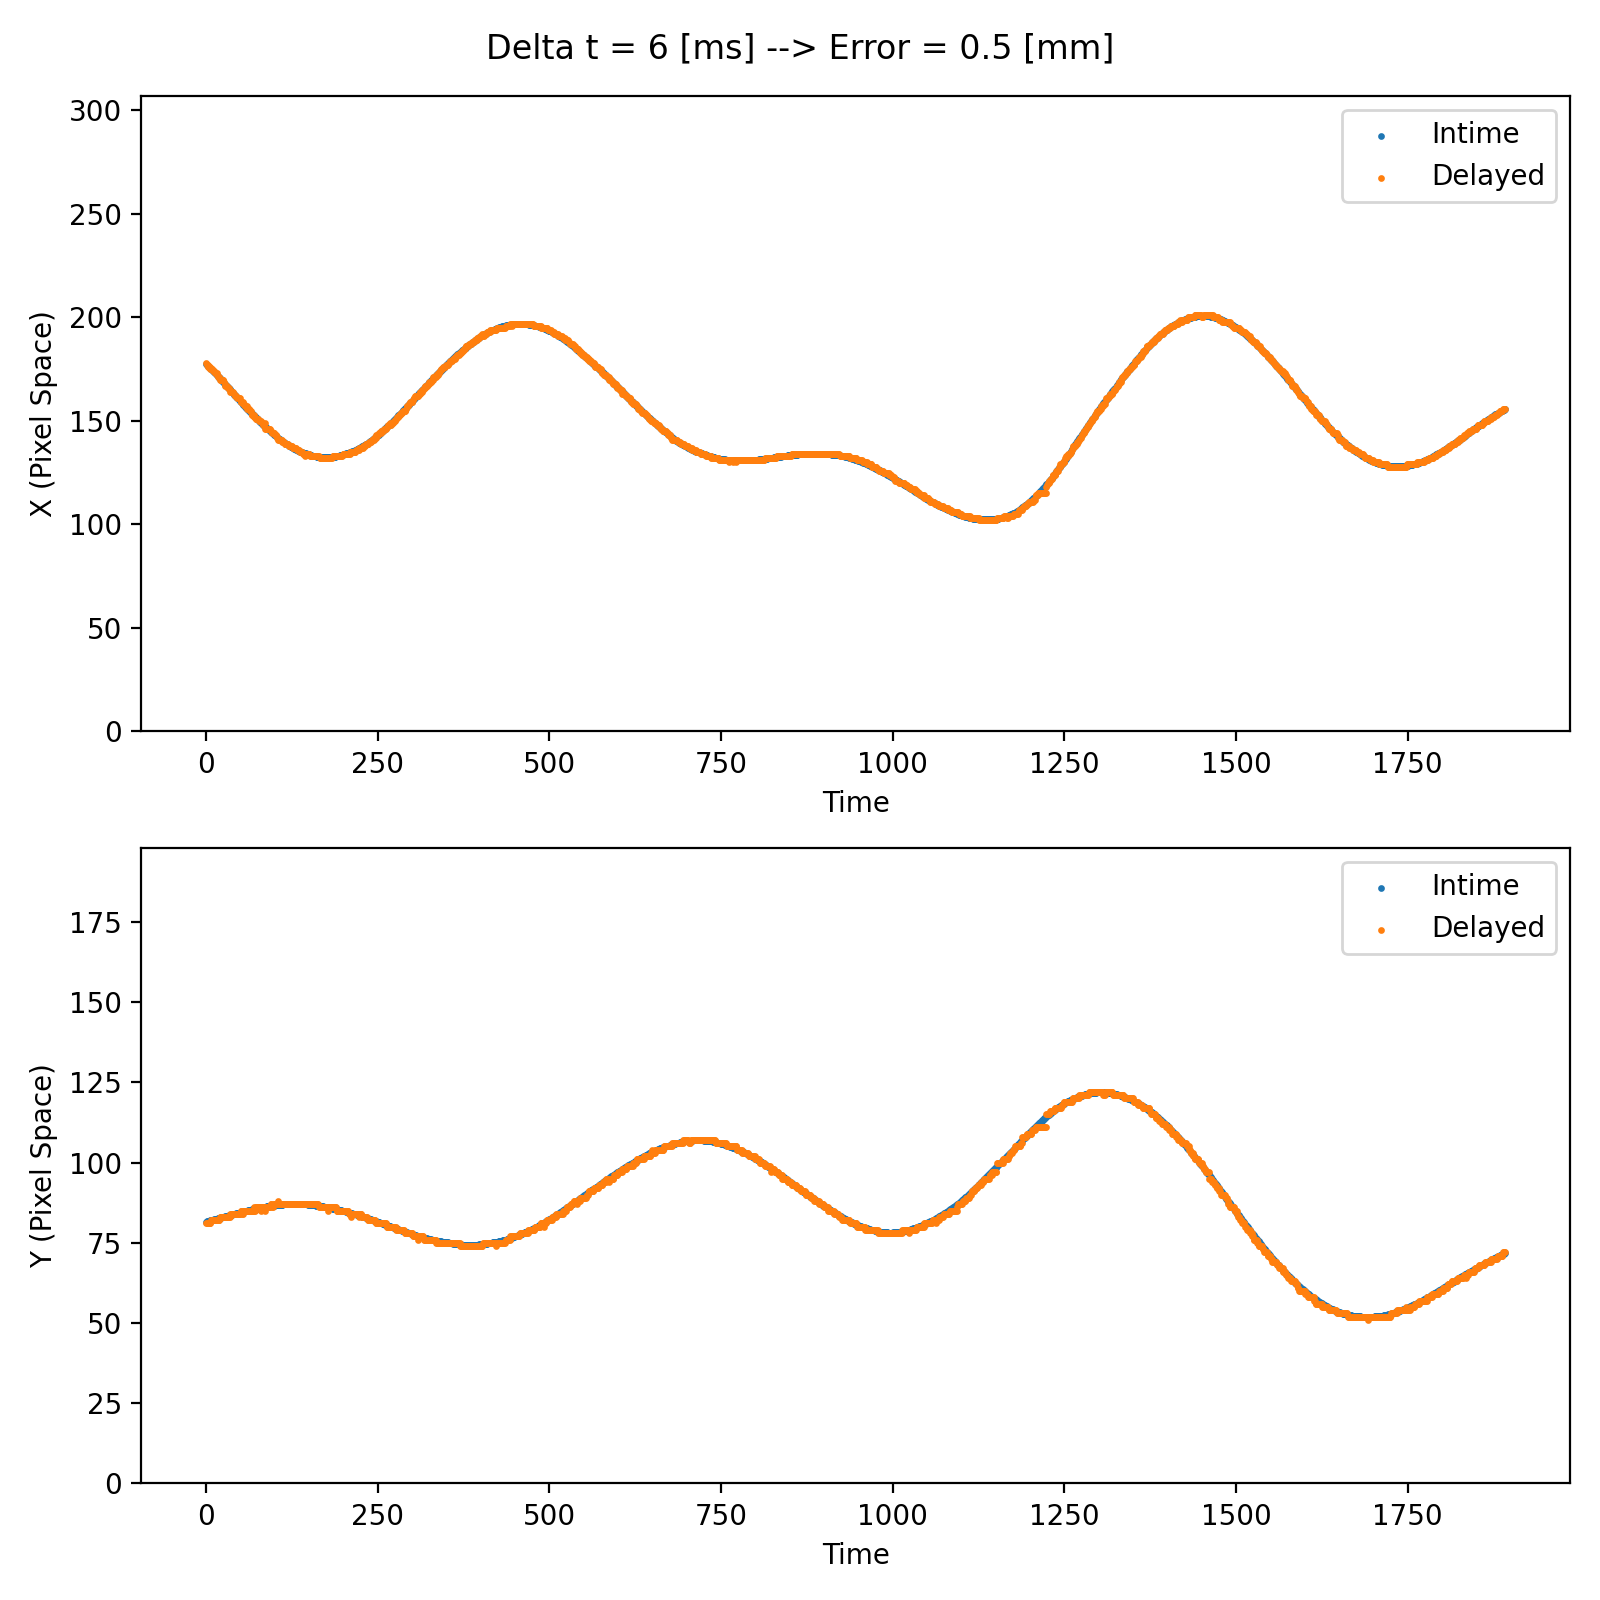 Delta t = 6 [ms] --> Error = 0.5 [mm]
300
250
200
150
100
50
0
X (Pixel Space)
Intime
Delayed
0 250 500 750 1000 1250 1500 1750
Time
175
150
125
100
75
50
25
0
Y (Pixel Space)
Intime
Delayed
0 250 500 750 1000 1250 1500 1750
Time